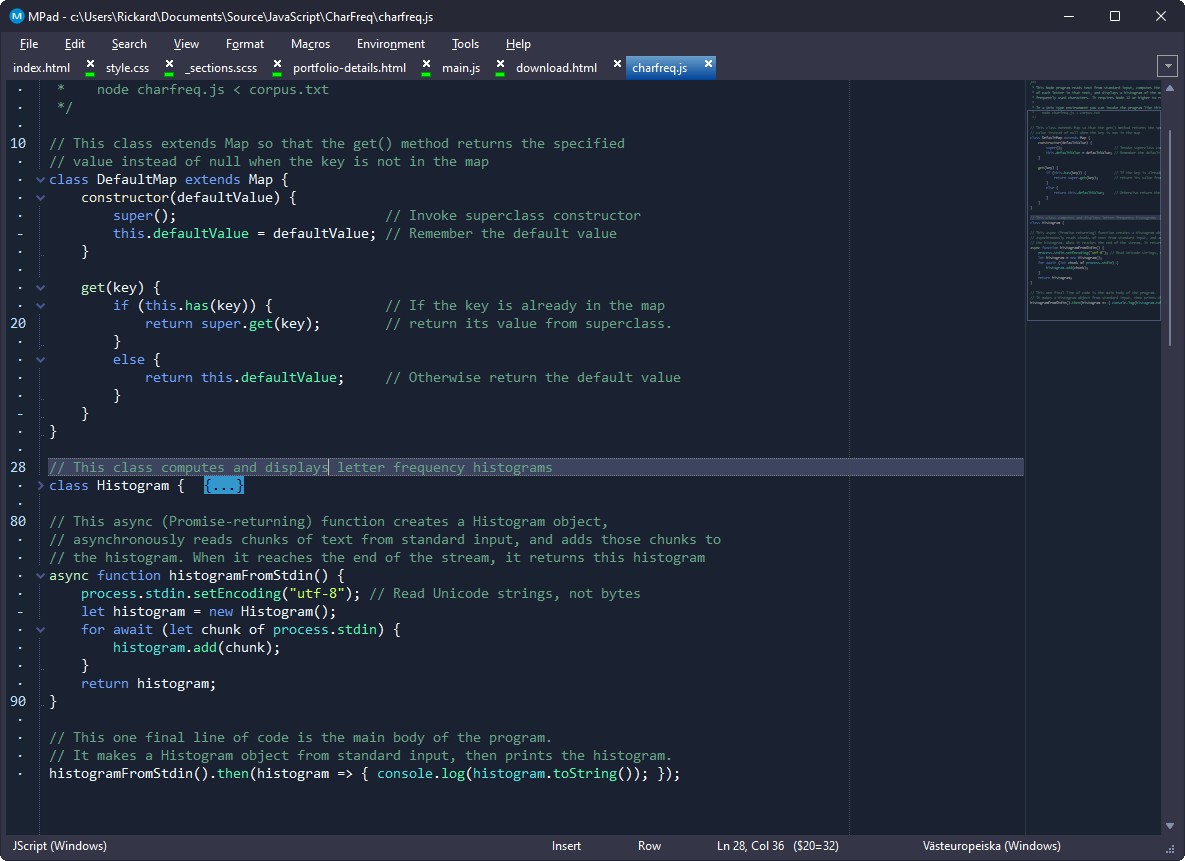 M MPad - c:\Users\Rickard\Documents\Source\JavaScript\CharFreq\charfreq.js
File Edit Search View Format Macros Environment Tools Help
index.html style.css _sections.scss portfolio-details.html main.js download.html charfreq.js
 *    node charfreq.js < corpus.txt
 */
10 // This class extends Map so that the get() method returns the specified
// value instead of null when the key is not in the map
class DefaultMap extends Map {
    constructor(defaultValue) {
        super();                          // Invoke superclass constructor
        this.defaultValue = defaultValue; // Remember the default value
    }
    get(key) {
        if (this.has(key)) {              // If the key is already in the map
20             return super.get(key);        // return its value from superclass.
        }
        else {
            return this.defaultValue;     // Otherwise return the default value
        }
    }
}
28 // This class computes and displays letter frequency histograms
class Histogram {  {...}
80 // This async (Promise-returning) function creates a Histogram object,
// asynchronously reads chunks of text from standard input, and adds those chunks to
// the histogram. When it reaches the end of the stream, it returns this histogram
async function histogramFromStdin() {
    process.stdin.setEncoding("utf-8"); // Read Unicode strings, not bytes
    let histogram = new Histogram();
    for await (let chunk of process.stdin) {
        histogram.add(chunk);
    }
    return histogram;
90 }
// This one final line of code is the main body of the program.
// It makes a Histogram object from standard input, then prints the histogram.
histogramFromStdin().then(histogram => { console.log(histogram.toString()); });
JScript (Windows) Insert Row Ln 28, Col 36 ($20=32) Västeuropeiska (Windows)